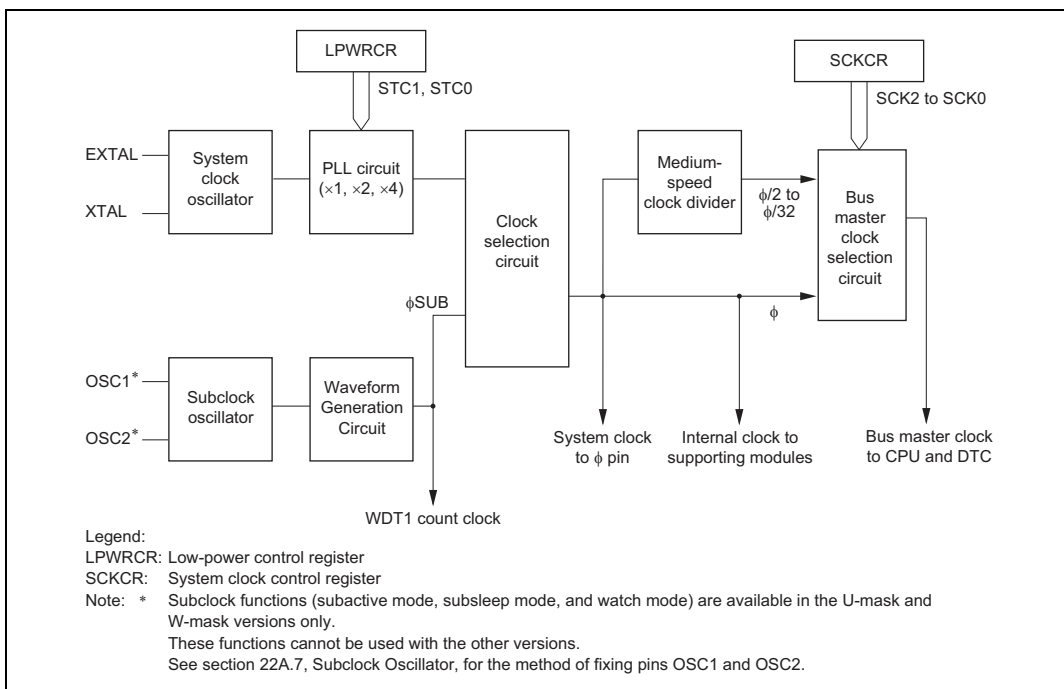 LPWRCR
STC1, STC0
SCKCR
SCK2 to SCK0
EXTAL
XTAL
System
clock
oscillator
PLL circuit
(×1, ×2, ×4)
Clock
selection
circuit
Medium-
speed
clock divider
ϕ/2 to
ϕ/32
Bus
master
clock
selection
circuit
ϕSUB
ϕ
OSC1*
OSC2*
Subclock
oscillator
Waveform
Generation
Circuit
WDT1 count clock
System clock
to ϕ pin
Internal clock to
supporting modules
Bus master clock
to CPU and DTC
Legend:
LPWRCR: Low-power control register
SCKCR: System clock control register
Note: * Subclock functions (subactive mode, subsleep mode, and watch mode) are available in the U-mask and
W-mask versions only.
These functions cannot be used with the other versions.
See section 22A.7, Subclock Oscillator, for the method of fixing pins OSC1 and OSC2.